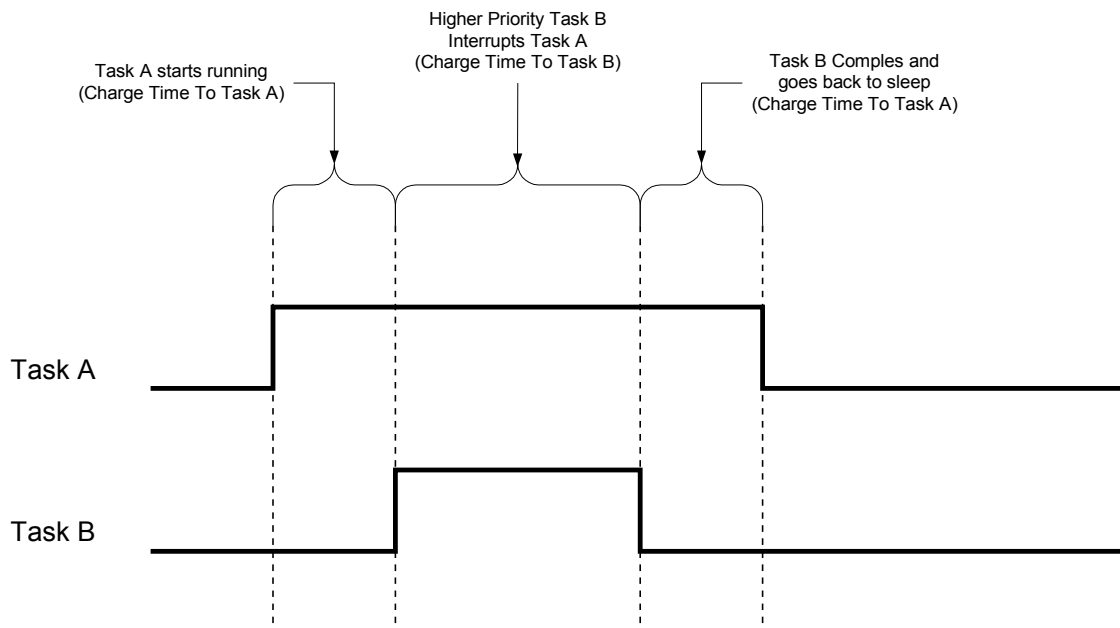 Higher Priority Task B
Interrupts Task A
(Charge Time To Task B)
Task A starts running
(Charge Time To Task A)
Task B Comples and
goes back to sleep
(Charge Time To Task A)
Task A
Task B